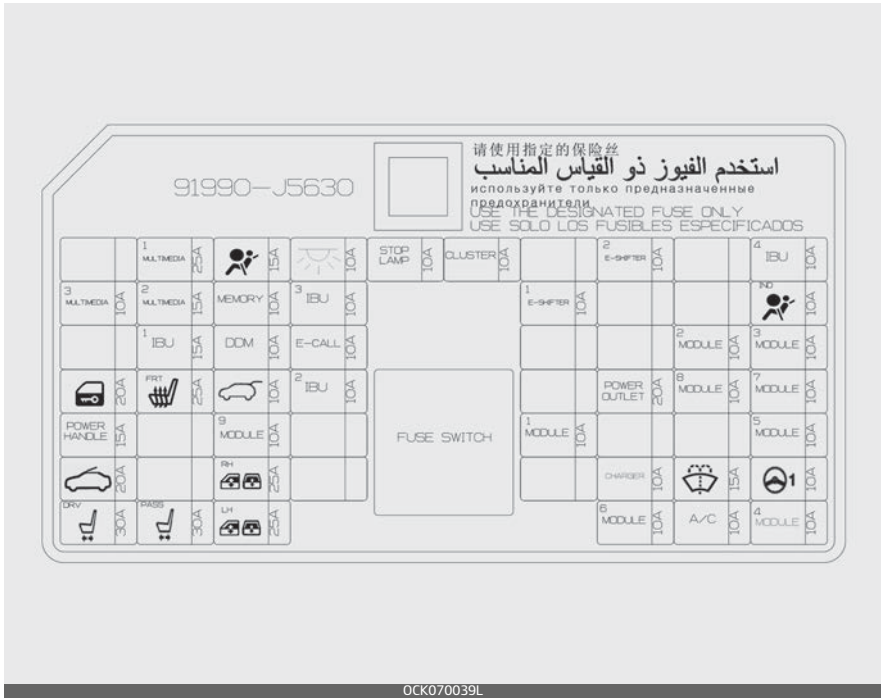 请使用指定的保险丝
استخدم الفيوز ذو القياس المناسب
используйте только предназначенные
предохранители
USE THE DESIGNATED FUSE ONLY
USE SOLO LOS FUSIBLES ESPECIFICADOS
91990-J5630
1 MULTIMEDIA 25A
15A
10A
STOP LAMP 10A
CLUSTER 10A
2 E-SHIFTER 10A
4 IBU 10A
3 MULTIMEDIA 10A
2 MULTIMEDIA 15A
MEMORY 10A
3 IBU 10A
1 E-SHIFTER 10A
IND 10A
1 IBU 15A
DDM 10A
E-CALL 10A
2 MODULE 10A
3 MODULE 10A
20A
FRT 25A
10A
2 IBU 10A
POWER OUTLET 20A
8 MODULE 10A
7 MODULE 10A
POWER HANDLE 15A
9 MODULE 10A
FUSE SWITCH
1 MODULE 10A
5 MODULE 10A
20A
RH 25A
CHARGER 10A
15A
1 10A
DRV 30A
PASS 30A
LH 25A
6 MODULE 10A
A/C 10A
4 MODULE 10A
OCK070039L